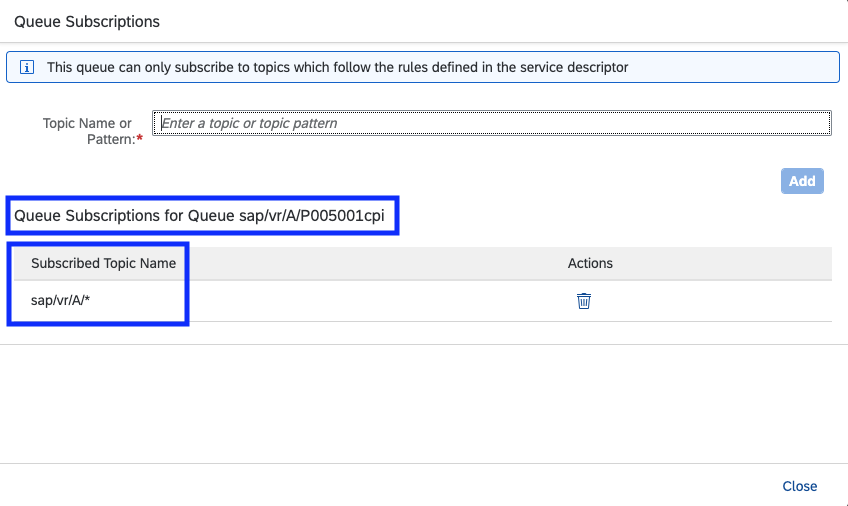 Queue Subscriptions
This queue can only subscribe to topics which follow the rules defined in the service descriptor
Topic Name or
Pattern:*
Enter a topic or topic pattern
Add
Queue Subscriptions for Queue sap/vr/A/P005001cpi
Subscribed Topic Name Actions
sap/vr/A/*
Close